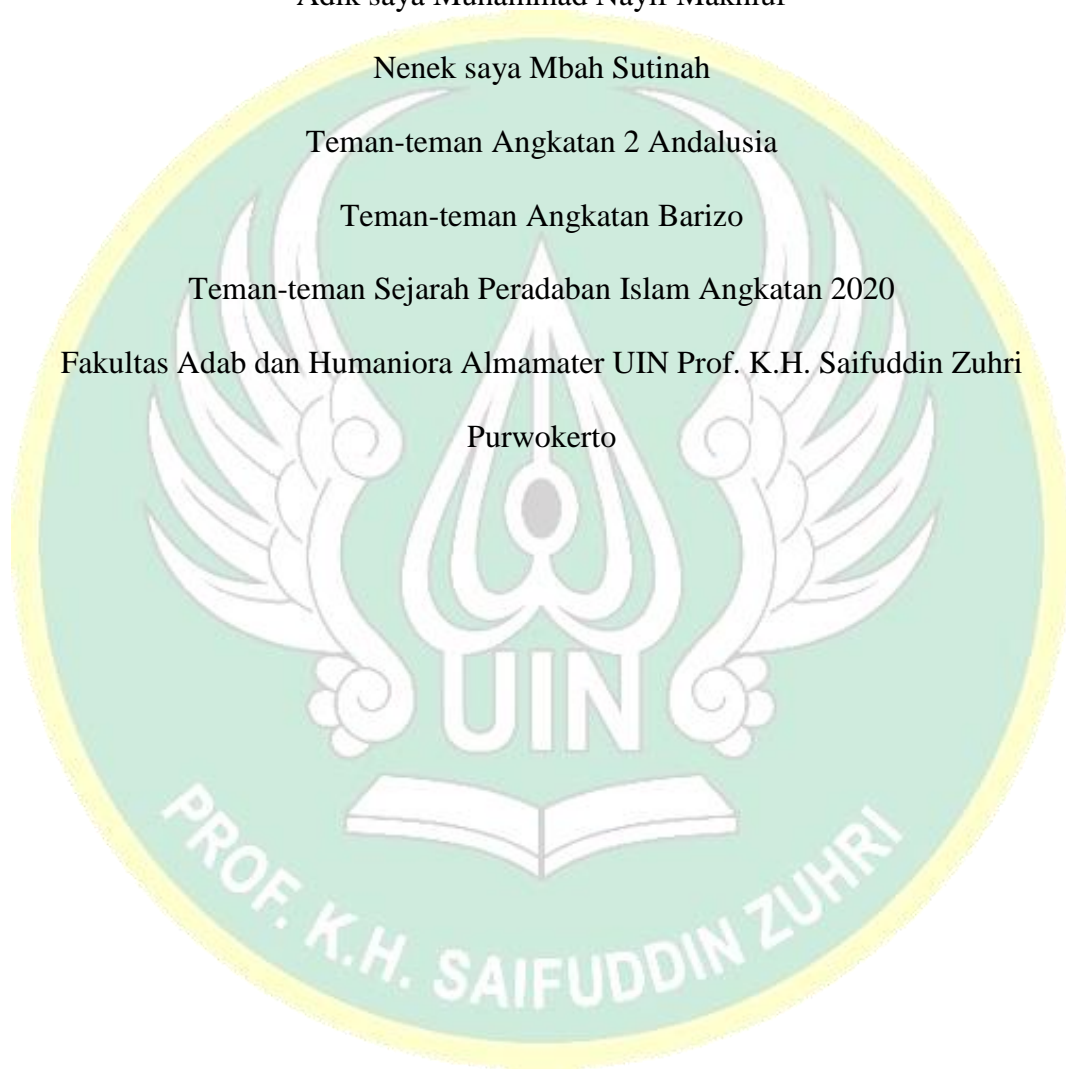 Adik saya Muhammad Nayif Makmur
Nenek saya Mbah Sutinah
Teman-teman Angkatan 2 Andalusia
Teman-teman Angkatan Barizo
Teman-teman Sejarah Peradaban Islam Angkatan 2020
Fakultas Adab dan Humaniora Almamater UIN Prof. K.H. Saifuddin Zuhri
Purwokerto
UIN
PROF. K.H. SAIFUDDIN ZUHRI